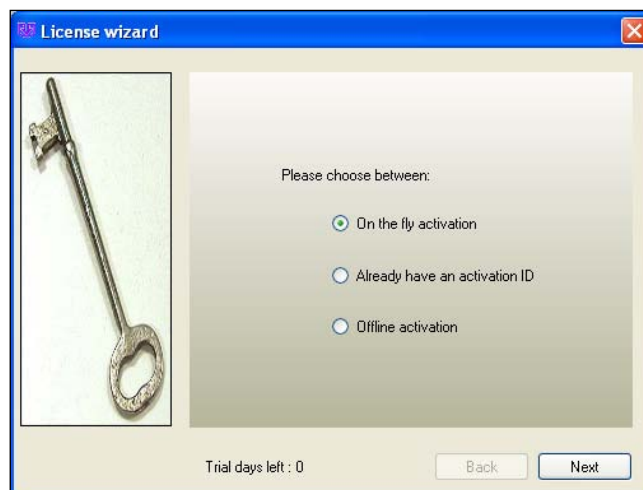 License wizard
Please choose between:
On the fly activation
Already have an activation ID
Offline activation
Trial days left : 0
Back
Next